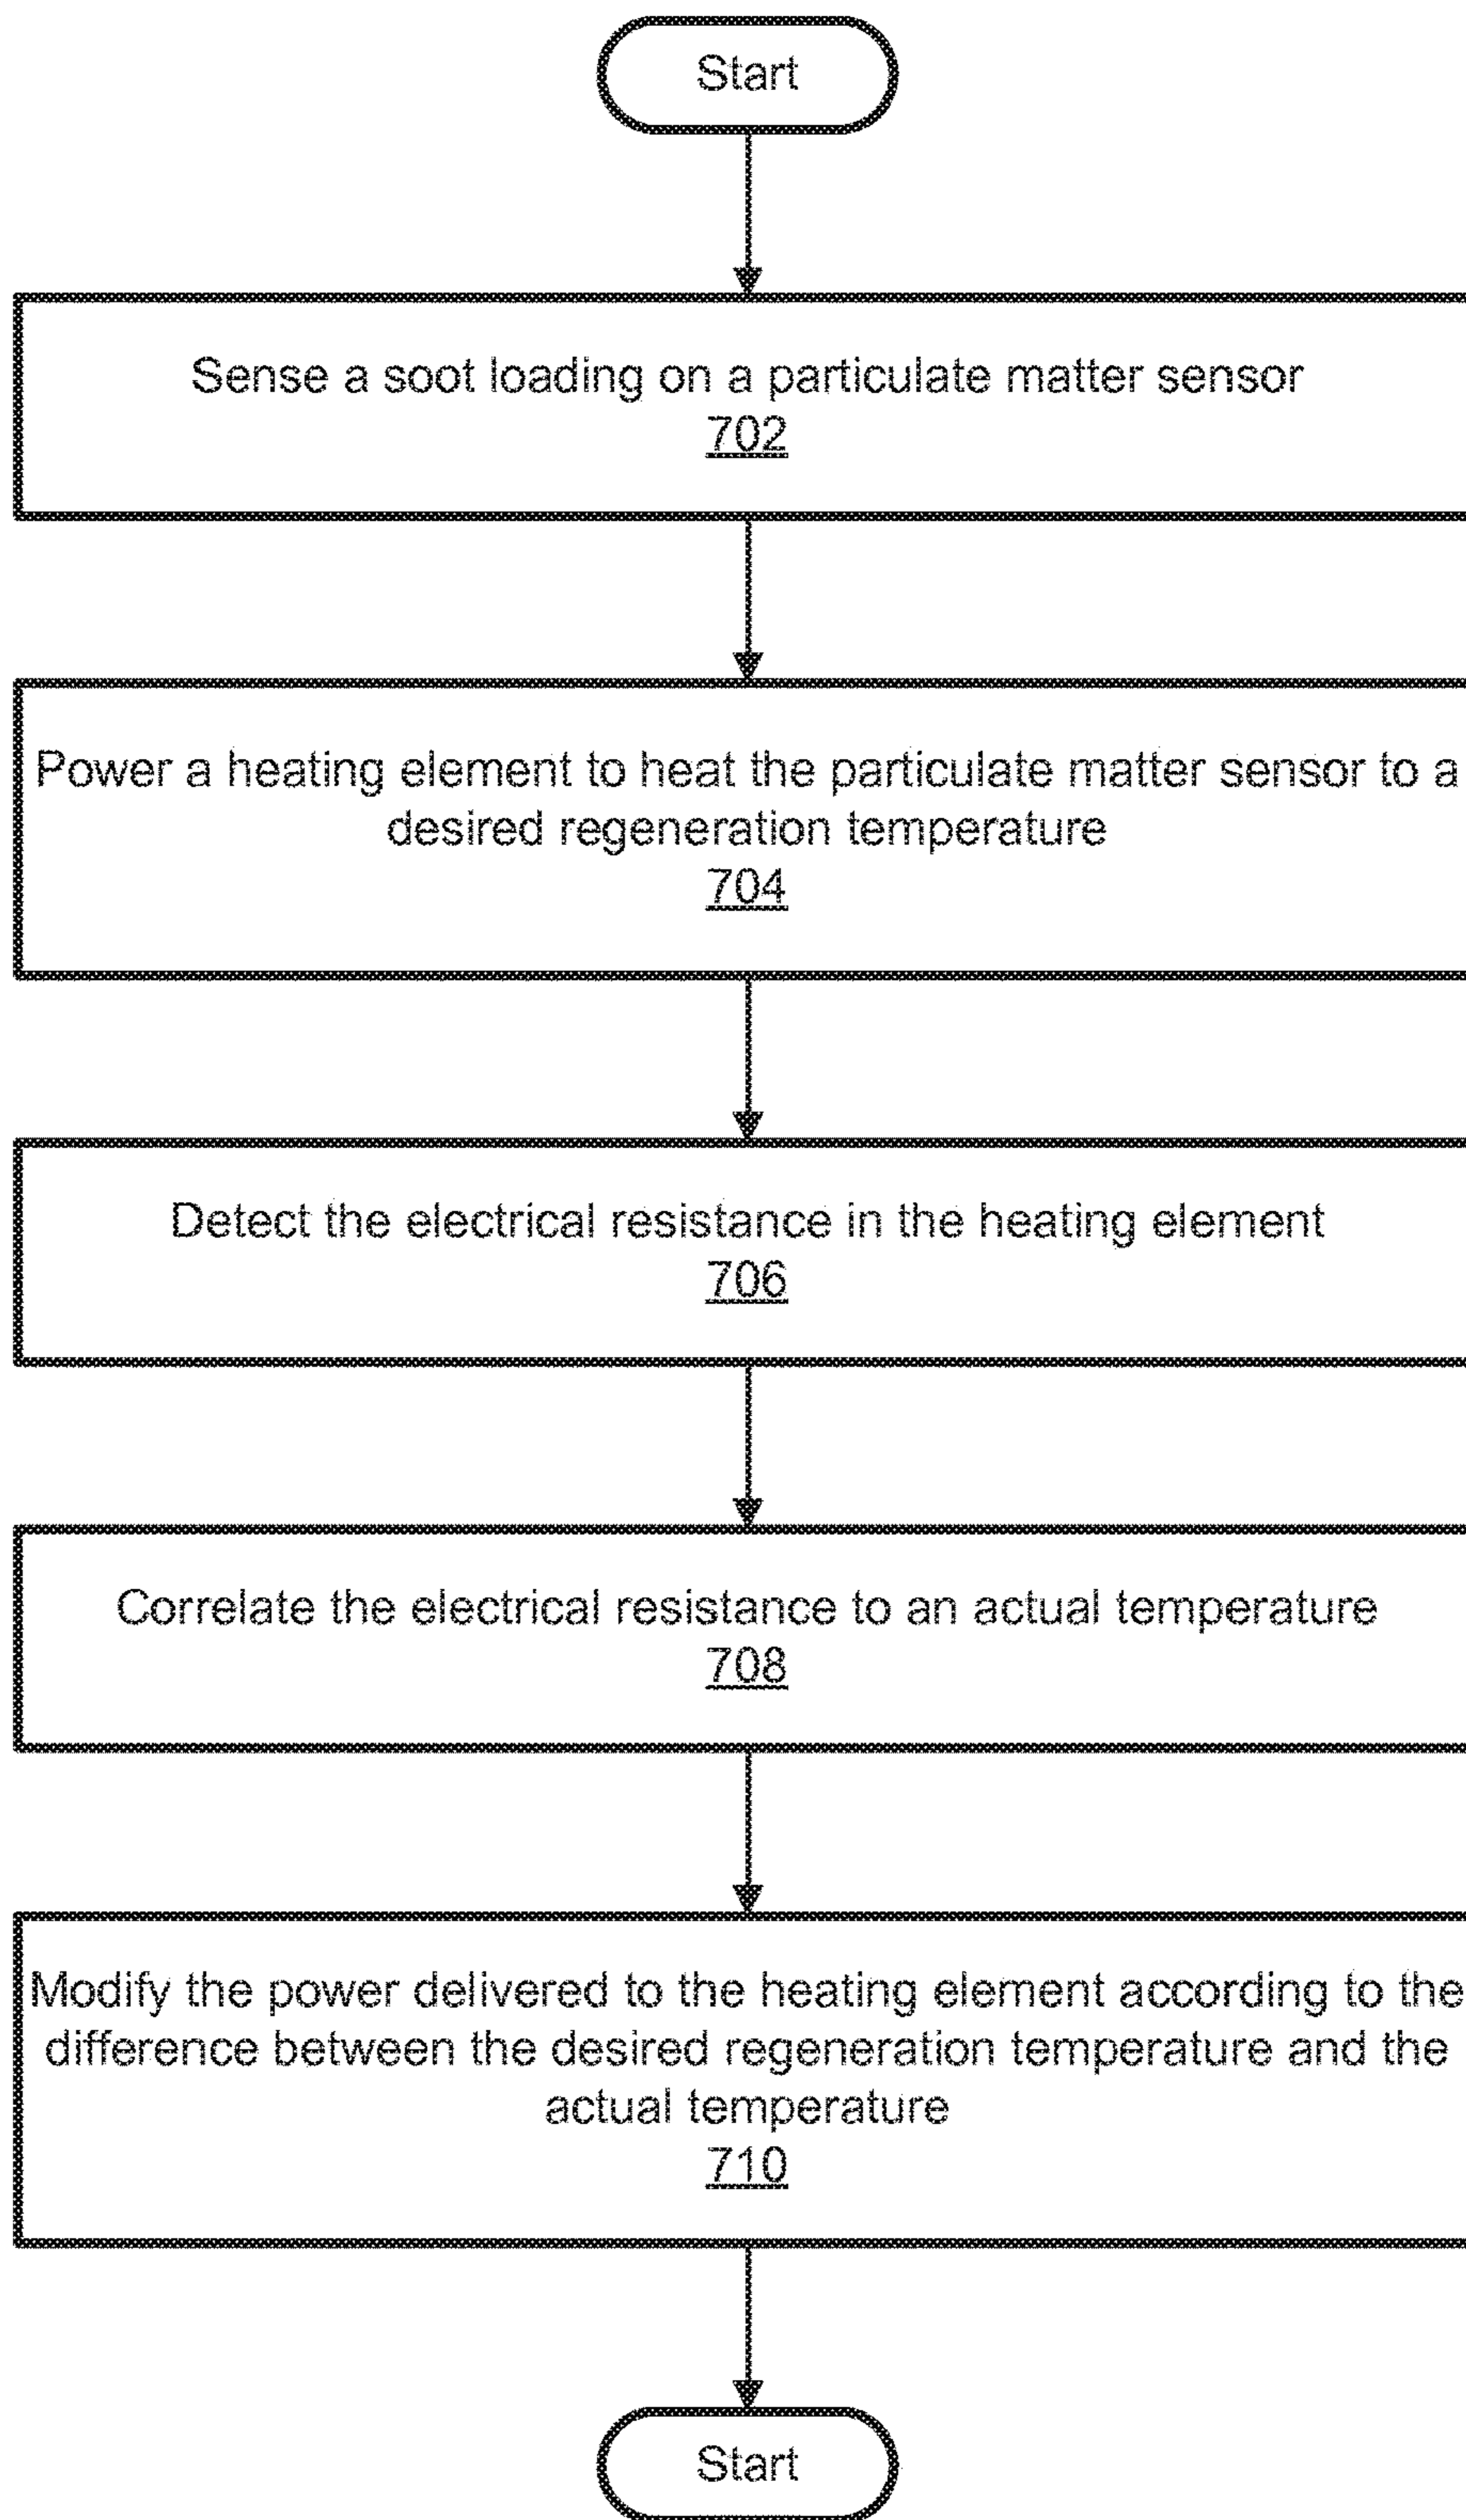 Start
Sense a soot loading on a particulate matter sensor
702
Power a heating element to heat the particulate matter sensor to a
desired regeneration temperature
704
Detect the electrical resistance in the heating element
706
Correlate the electrical resistance to an actual temperature
708
Modify the power delivered to the heating element according to the
difference between the desired regeneration temperature and the
actual temperature
710
Start